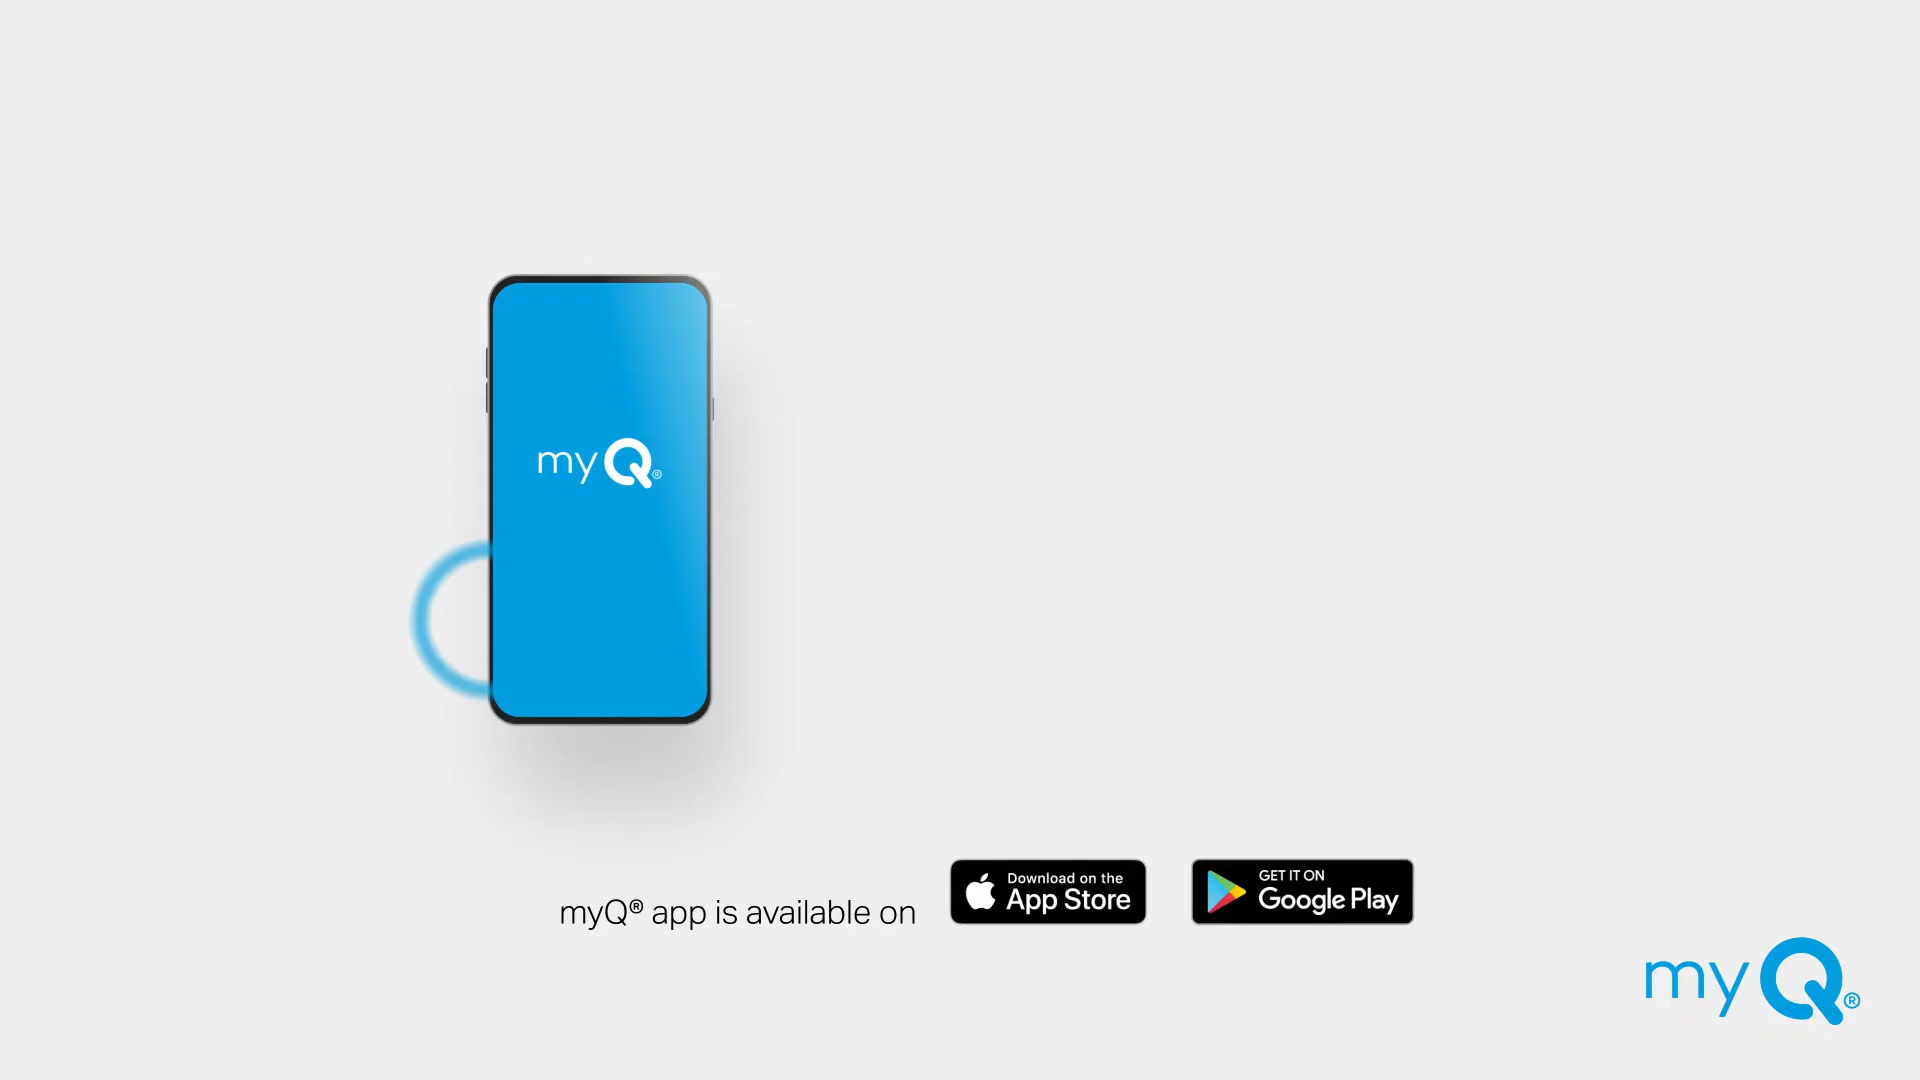 myQ®
myQ® app is available on
Download on the
App Store
GET IT ON
Google Play
myQ®